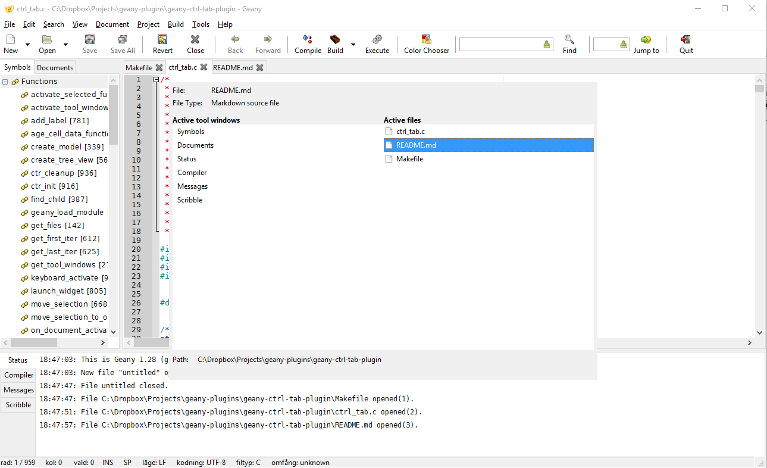 ctrl_tab.c - C:\Dropbox\Projects\geany-plugins\geany-ctrl-tab-plugin - Geany
File Edit Search View Document Project Build Tools Help
New Open Save Save All Revert Close Back Forward Compile Build Execute Color Chooser Find Jump to Quit
Symbols Documents Makefile ctrl_tab.c README.md
Functions
activate_selected_fu
activate_tool_window
add_label [781]
age_cell_data_functi
create_model [339]
create_tree_view [56
ctr_cleanup [936]
ctr_init [916]
find_child [387]
geany_load_module
get_files [142]
get_first_iter [612]
get_last_iter [625]
get_tool_windows [2
keyboard_activate [9
launch_widget [805]
move_selection [668
move_selection_to_o
on_document_activa
1 /*
2 *
3 *
4 *
5 *
6 *
7 *
8 *
9 *
10 *
11 *
12 *
13 *
14 *
15 *
16 *
17 *
18 *
19
20 #i
21 #i
22 #i
23 #i
24
25
26 #d
27
28
29 /*
File: README.md
File Type: Markdown source file
Active tool windows
Symbols
Documents
Status
Compiler
Messages
Scribble
Active files
ctrl_tab.c
README.md
Makefile
Path: C:\Dropbox\Projects\geany-plugins\geany-ctrl-tab-plugin
Status
Compiler
Messages
Scribble
18:47:03: This is Geany 1.28 (g
18:47:03: New file "untitled" o
18:47:47: File untitled closed.
18:47:47: File C:\Dropbox\Projects\geany-plugins\geany-ctrl-tab-plugin\Makefile opened(1).
18:47:51: File C:\Dropbox\Projects\geany-plugins\geany-ctrl-tab-plugin\ctrl_tab.c opened(2).
18:47:57: File C:\Dropbox\Projects\geany-plugins\geany-ctrl-tab-plugin\README.md opened(3).
rad: 1 / 959 kol: 0 vald: 0 INS SP läge: LF kodning: UTF-8 filtyp: C omfång: unknown